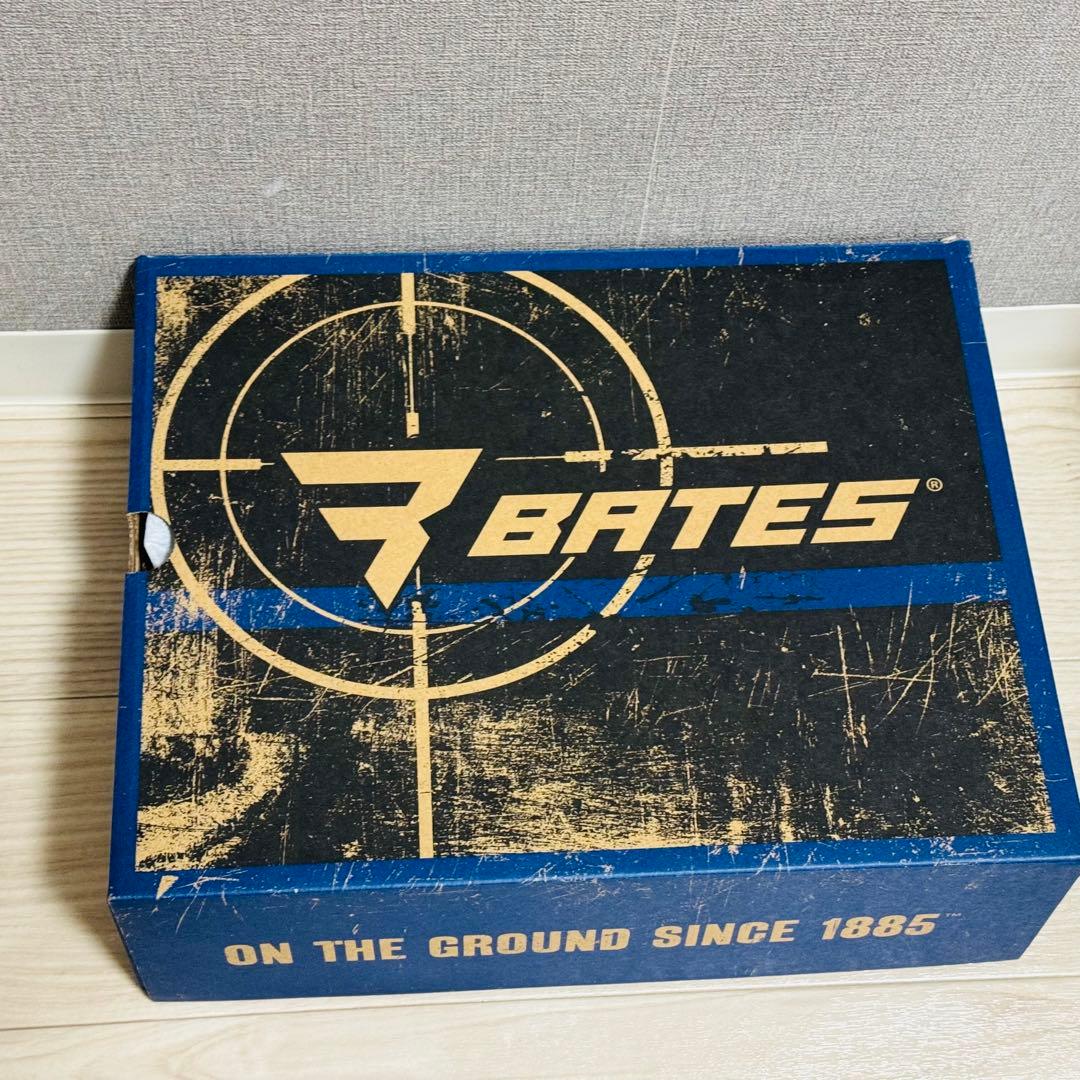 BATES®
ON THE GROUND SINCE 1885™